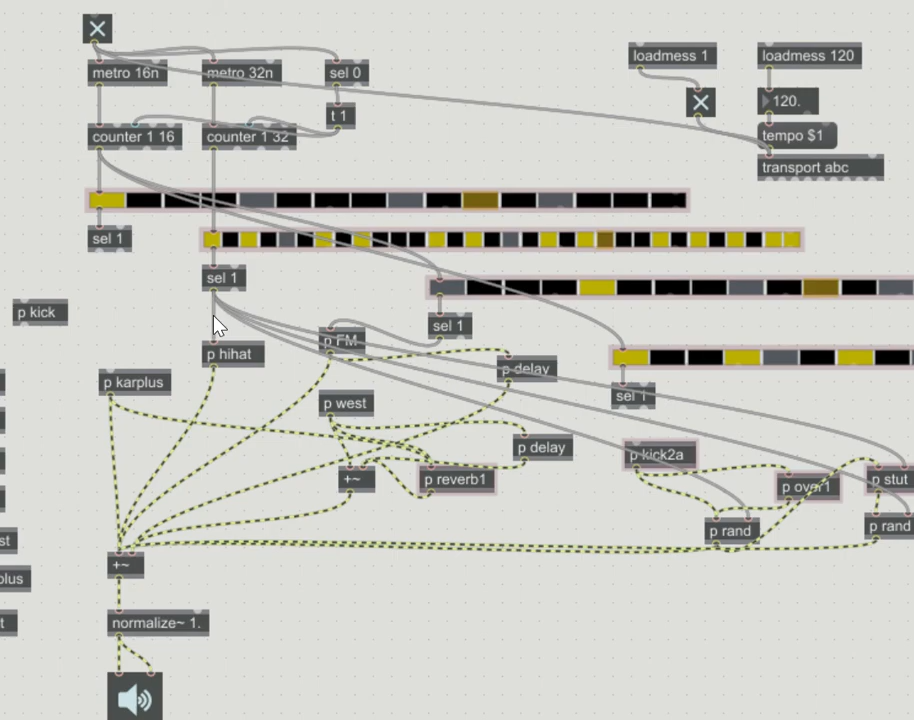 loadmess 1
loadmess 120
metro 16n
metro 32n
sel 0
120.
t 1
counter 1 16
counter 1 32
tempo $1
transport abc
sel 1
sel 1
p kick
sel 1
p hihat
p FM
p delay
p karplus
sel 1
p west
p delay
p kick2a
+~
p reverb1
p over1
p stut
p rand
p rand
st
+~
plus
normalize~ 1.
t